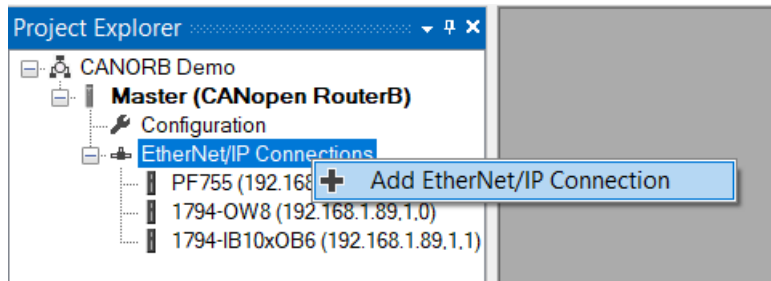 Project Explorer
CANORB Demo
Master (CANopen RouterB)
Configuration
EtherNet/IP Connections
Add EtherNet/IP Connection
PF755 (192.168
1794-OW8 (192.168.1.89,1,0)
1794-IB10xOB6 (192.168.1.89,1,1)